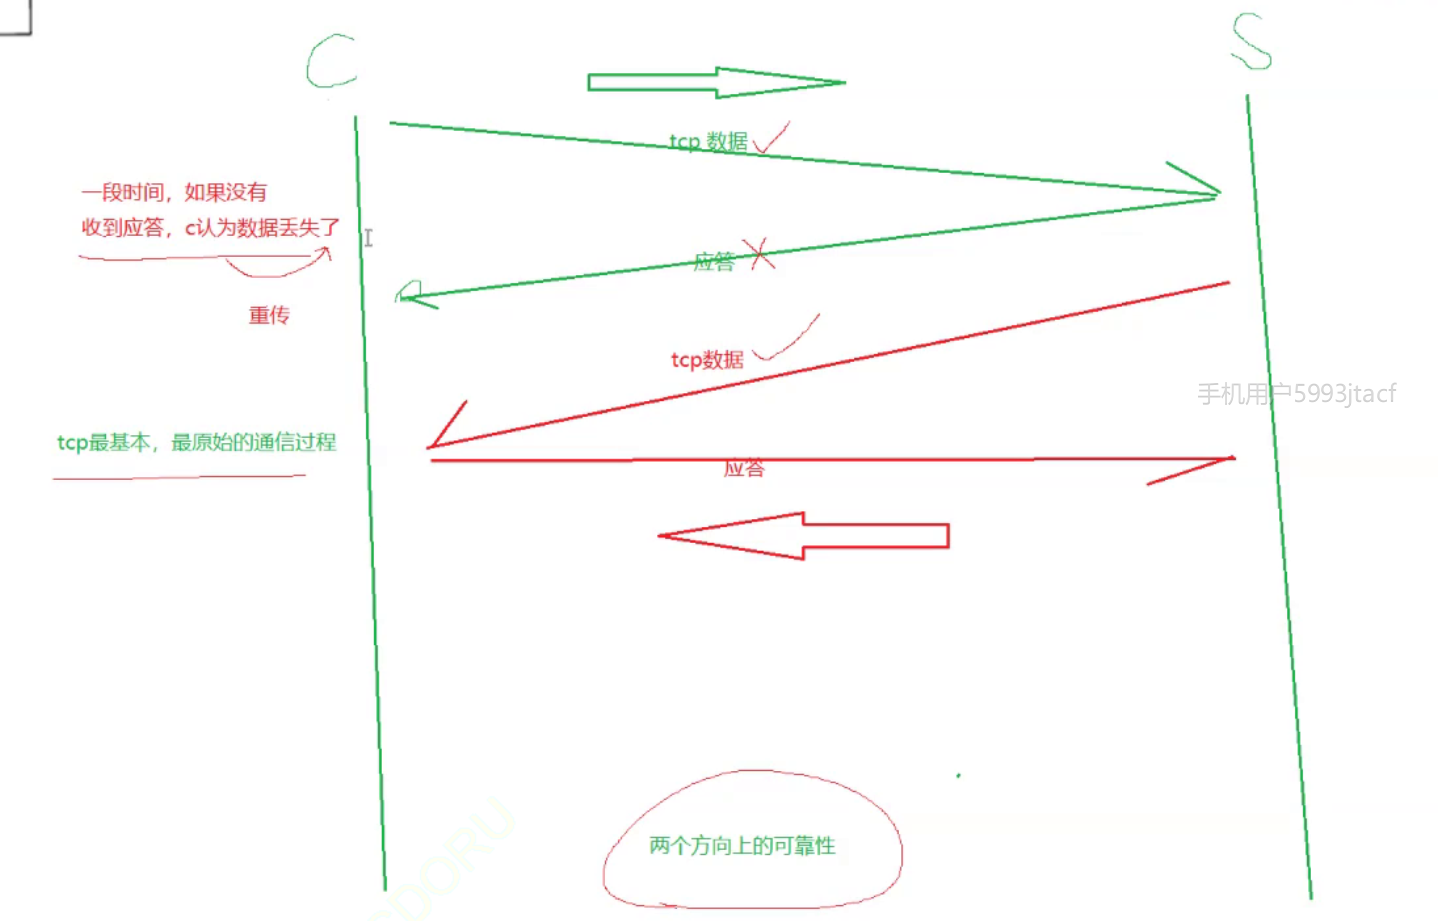 C
S
tcp 数据
一段时间，如果没有
收到应答，c认为数据丢失了
应答
重传
tcp数据
手机用户5993jtacf
tcp最基本，最原始的通信过程
应答
两个方向上的可靠性